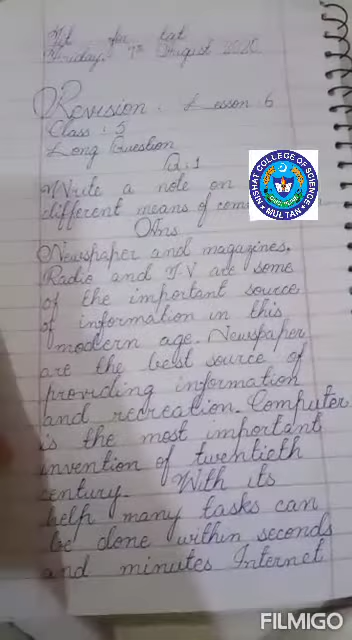 for
7th August 2020
Revision. Lesson 6
Class: 5
Long Question
Q.1
Write a note on
different means of com
Ans
Newspaper and magazines,
Radio and T.V are some
of the important source
of information in this
modern age. Newspaper
are the best source of
providing information
and recreation. Computer
is the most important
invention of twentieth
century. With its
help many tasks can
be done within seconds
and minutes Internet
NISHAT COLLEGE OF SCIENCE
MULTAN
FILMIGO